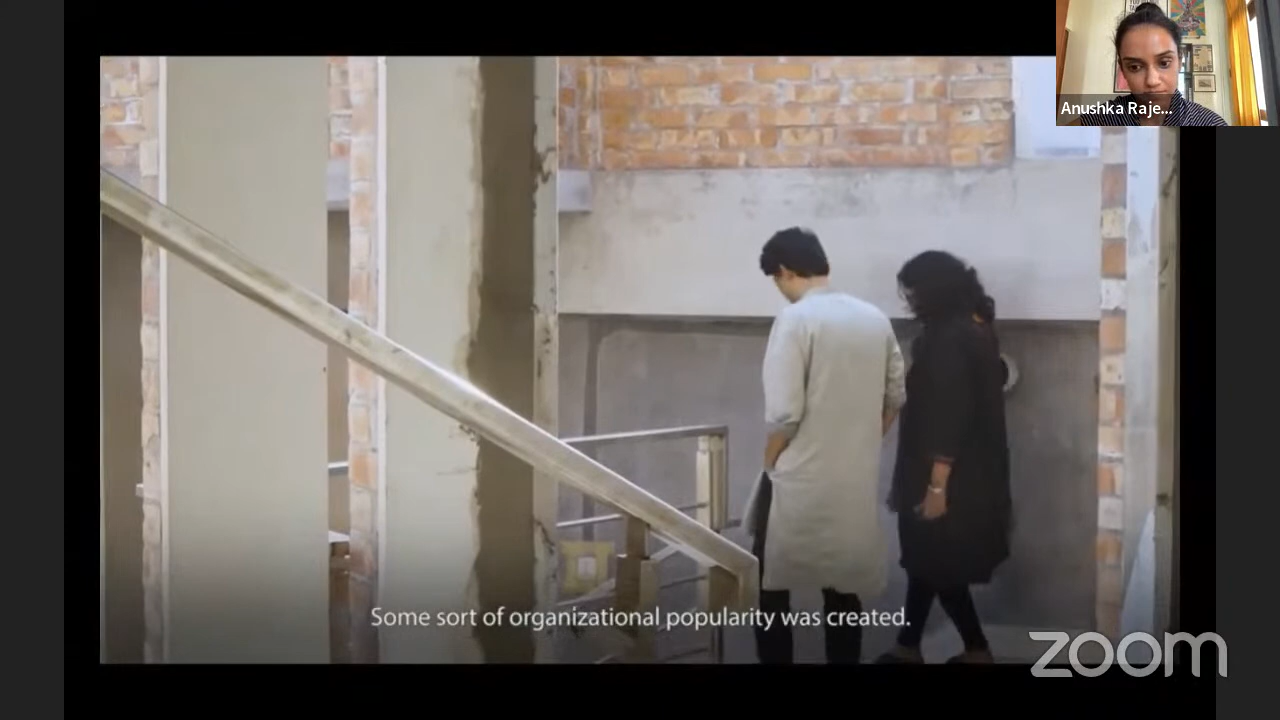 Anushka Raje...
Some sort of organizational popularity was created.
zoom